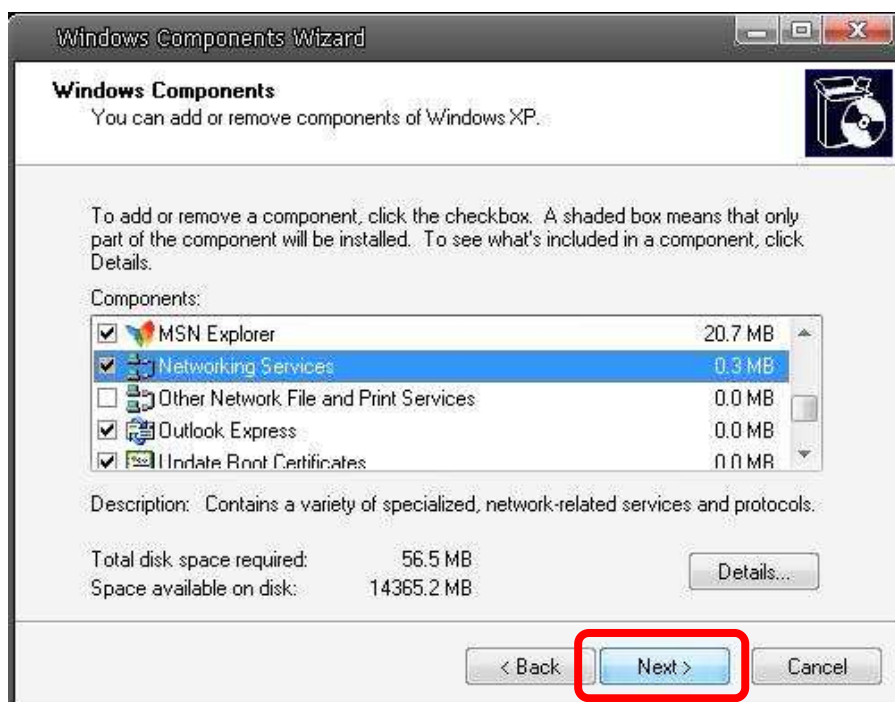 Windows Components Wizard
Windows Components
You can add or remove components of Windows XP.
To add or remove a component, click the checkbox. A shaded box means that only
part of the component will be installed. To see what's included in a component, click
Details.
Components:
MSN Explorer 20.7 MB
Networking Services 0.3 MB
Other Network File and Print Services 0.0 MB
Outlook Express 0.0 MB
Update Root Certificates 0.0 MB
Description: Contains a variety of specialized, network-related services and protocols.
Total disk space required: 56.5 MB
Space available on disk: 14365.2 MB
Details...
< Back Next > Cancel